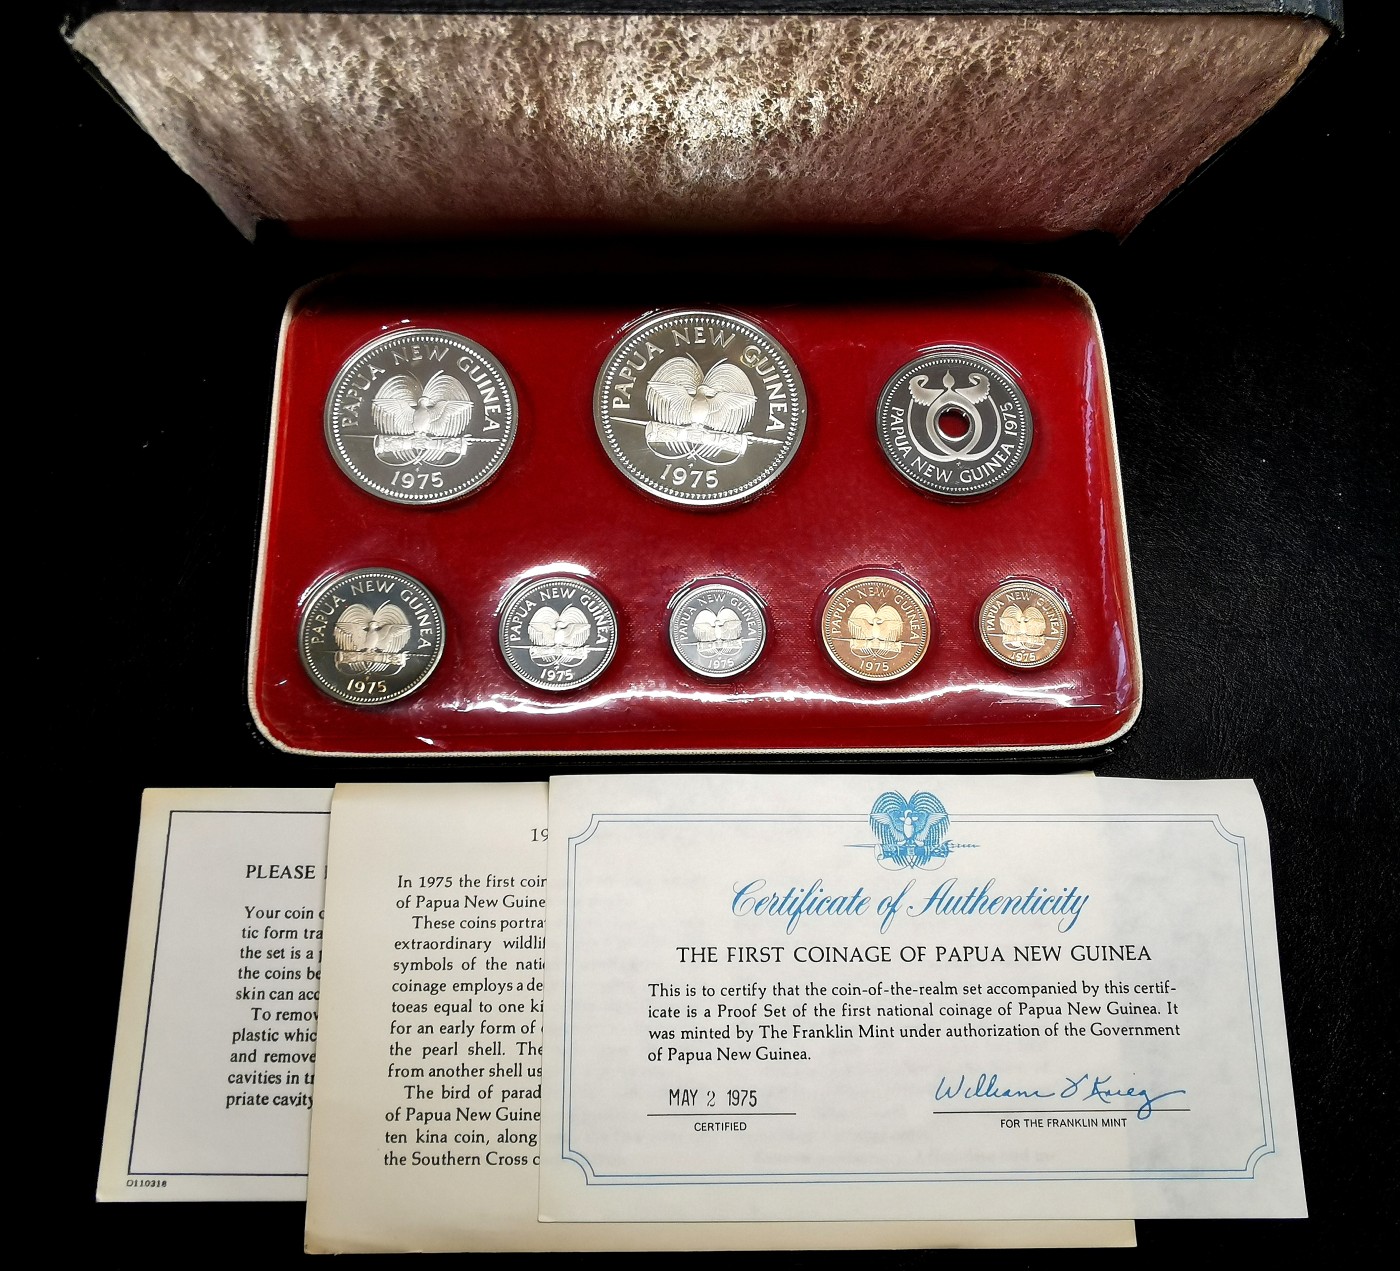 PAPUA NEW GUINEA
1975
PAPUA NEW GUINEA
1975
PAPUA NEW GUINEA 1975
PAPUA NEW GUINEA
1975
PAPUA NEW GUINEA
1975
PAPUA NEW GUINEA
1975
PAPUA NEW GUINEA
1975
PAPUA NEW GUINEA
1975
PLEASE
Your coin
tic form tra
the set is a
the coins be
skin can acc
To remov
plastic whic
and remove
cavities in
priate cavity
D110318
19
In 1975 the first coin
of Papua New Guine
These coins portra
extraordinary wildlif
symbols of the nati
coinage employs a de
toeas equal to one ki
for an early form of
the pearl shell. The
from another shell us
The bird of parad
of Papua New Guine
ten kina coin, along
the Southern Cross c
Certificate of Authenticity
THE FIRST COINAGE OF PAPUA NEW GUINEA
This is to certify that the coin-of-the-realm set accompanied by this certif-
icate is a Proof Set of the first national coinage of Papua New Guinea. It
was minted by The Franklin Mint under authorization of the Government
of Papua New Guinea.
MAY 2 1975
CERTIFIED
William
FOR THE FRANKLIN MINT